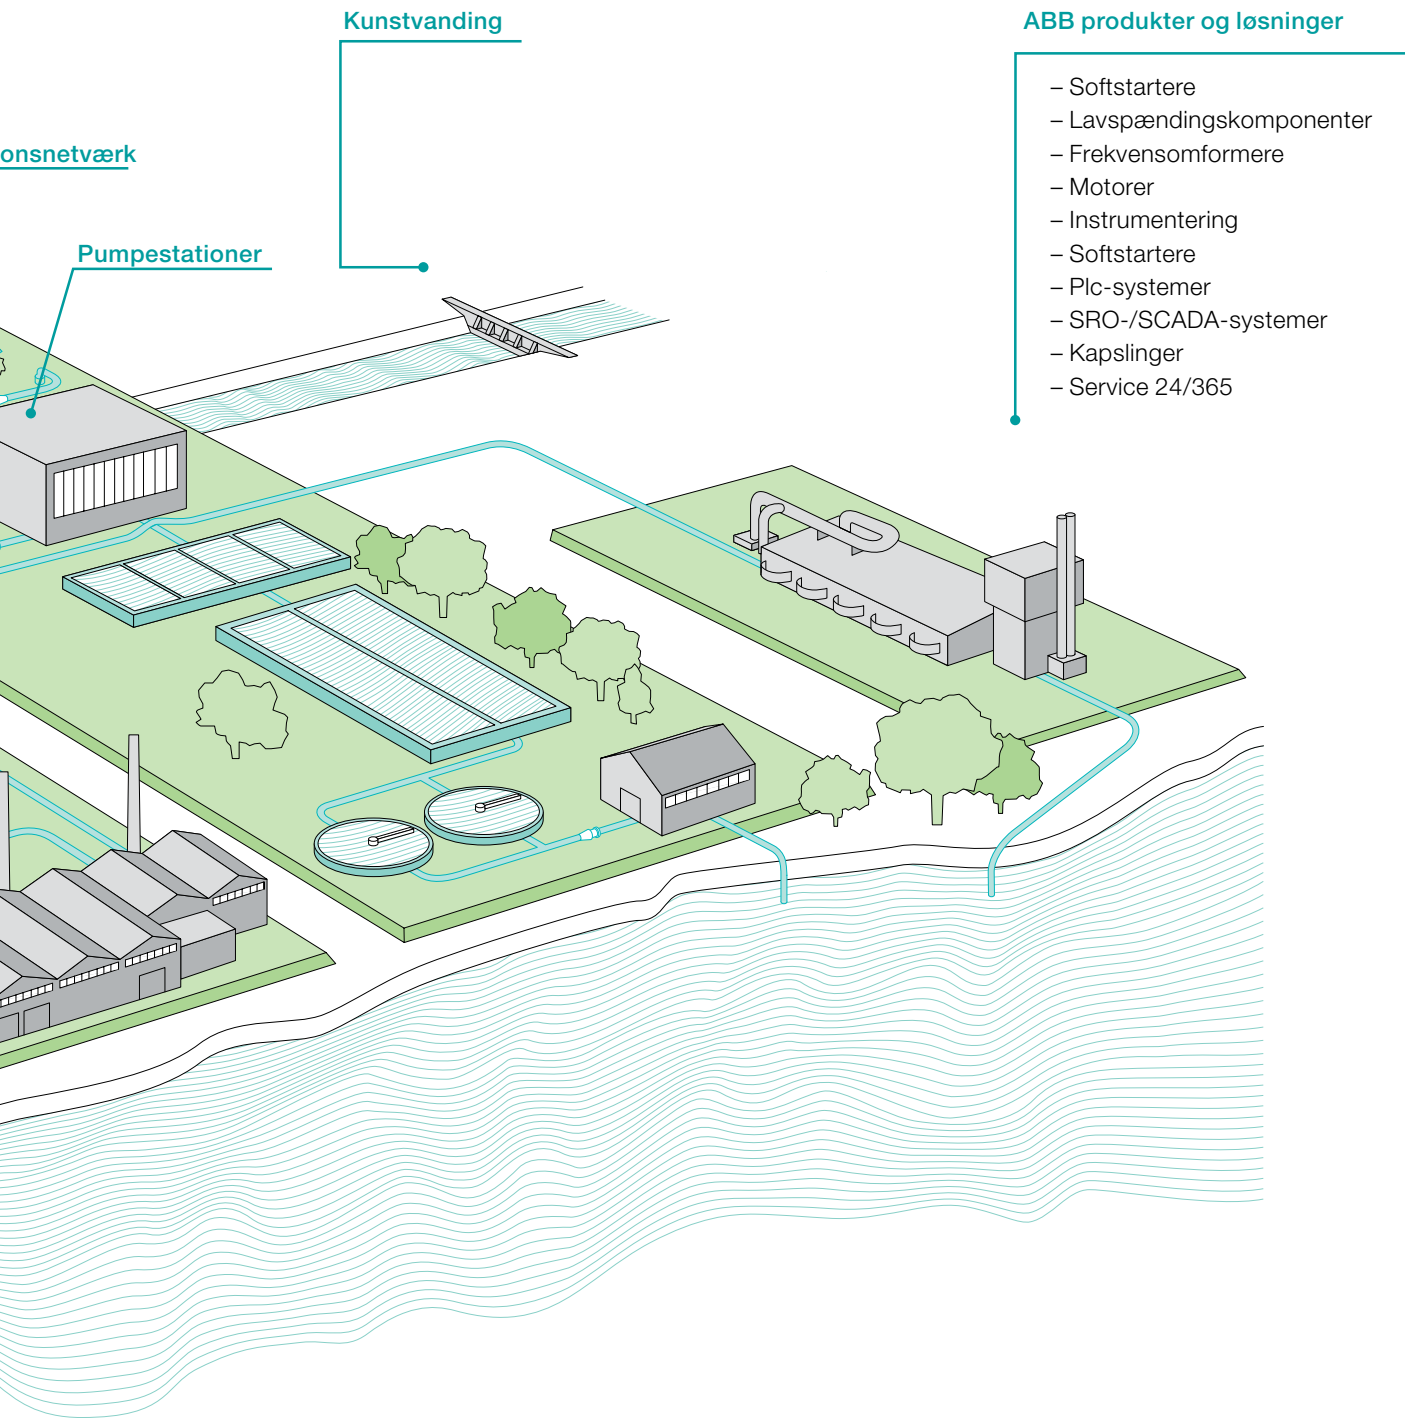 Kunstvanding
ABB produkter og løsninger
– Softstartere
– Lavspændingskomponenter
– Frekvensomformere
– Motorer
– Instrumentering
– Softstartere
– Plc-systemer
– SRO-/SCADA-systemer
– Kapslinger
– Service 24/365
onsnetværk
Pumpestationer